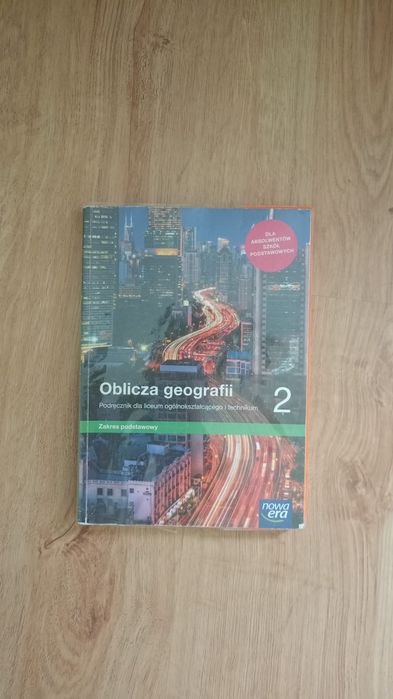 DLA
ABSOLWENTÓW
SZKÓŁ
PODSTAWOWYCH
Oblicza geografii 2
Podręcznik dla liceum ogólnokształcącego i technikum
Zakres podstawowy
nowa
era